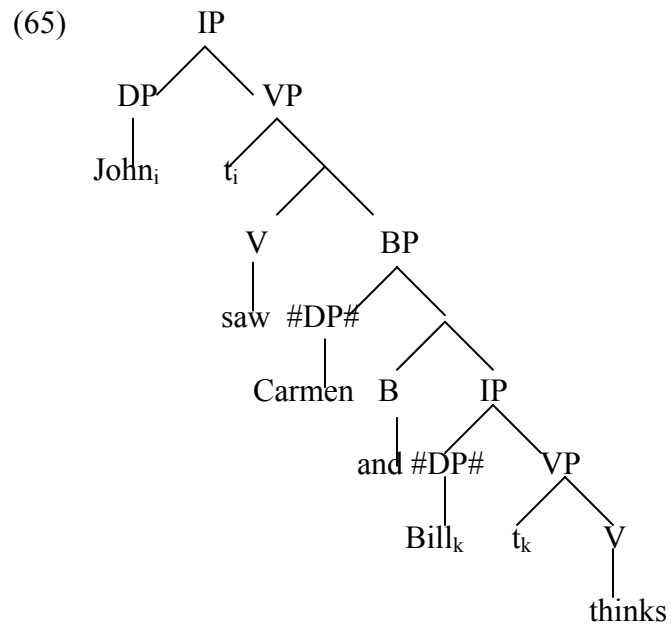 (65) IP
DP VP
Johnᵢ tᵢ
V BP
saw #DP#
Carmen B IP
and #DP# VP
Billₖ tₖ V
thinks